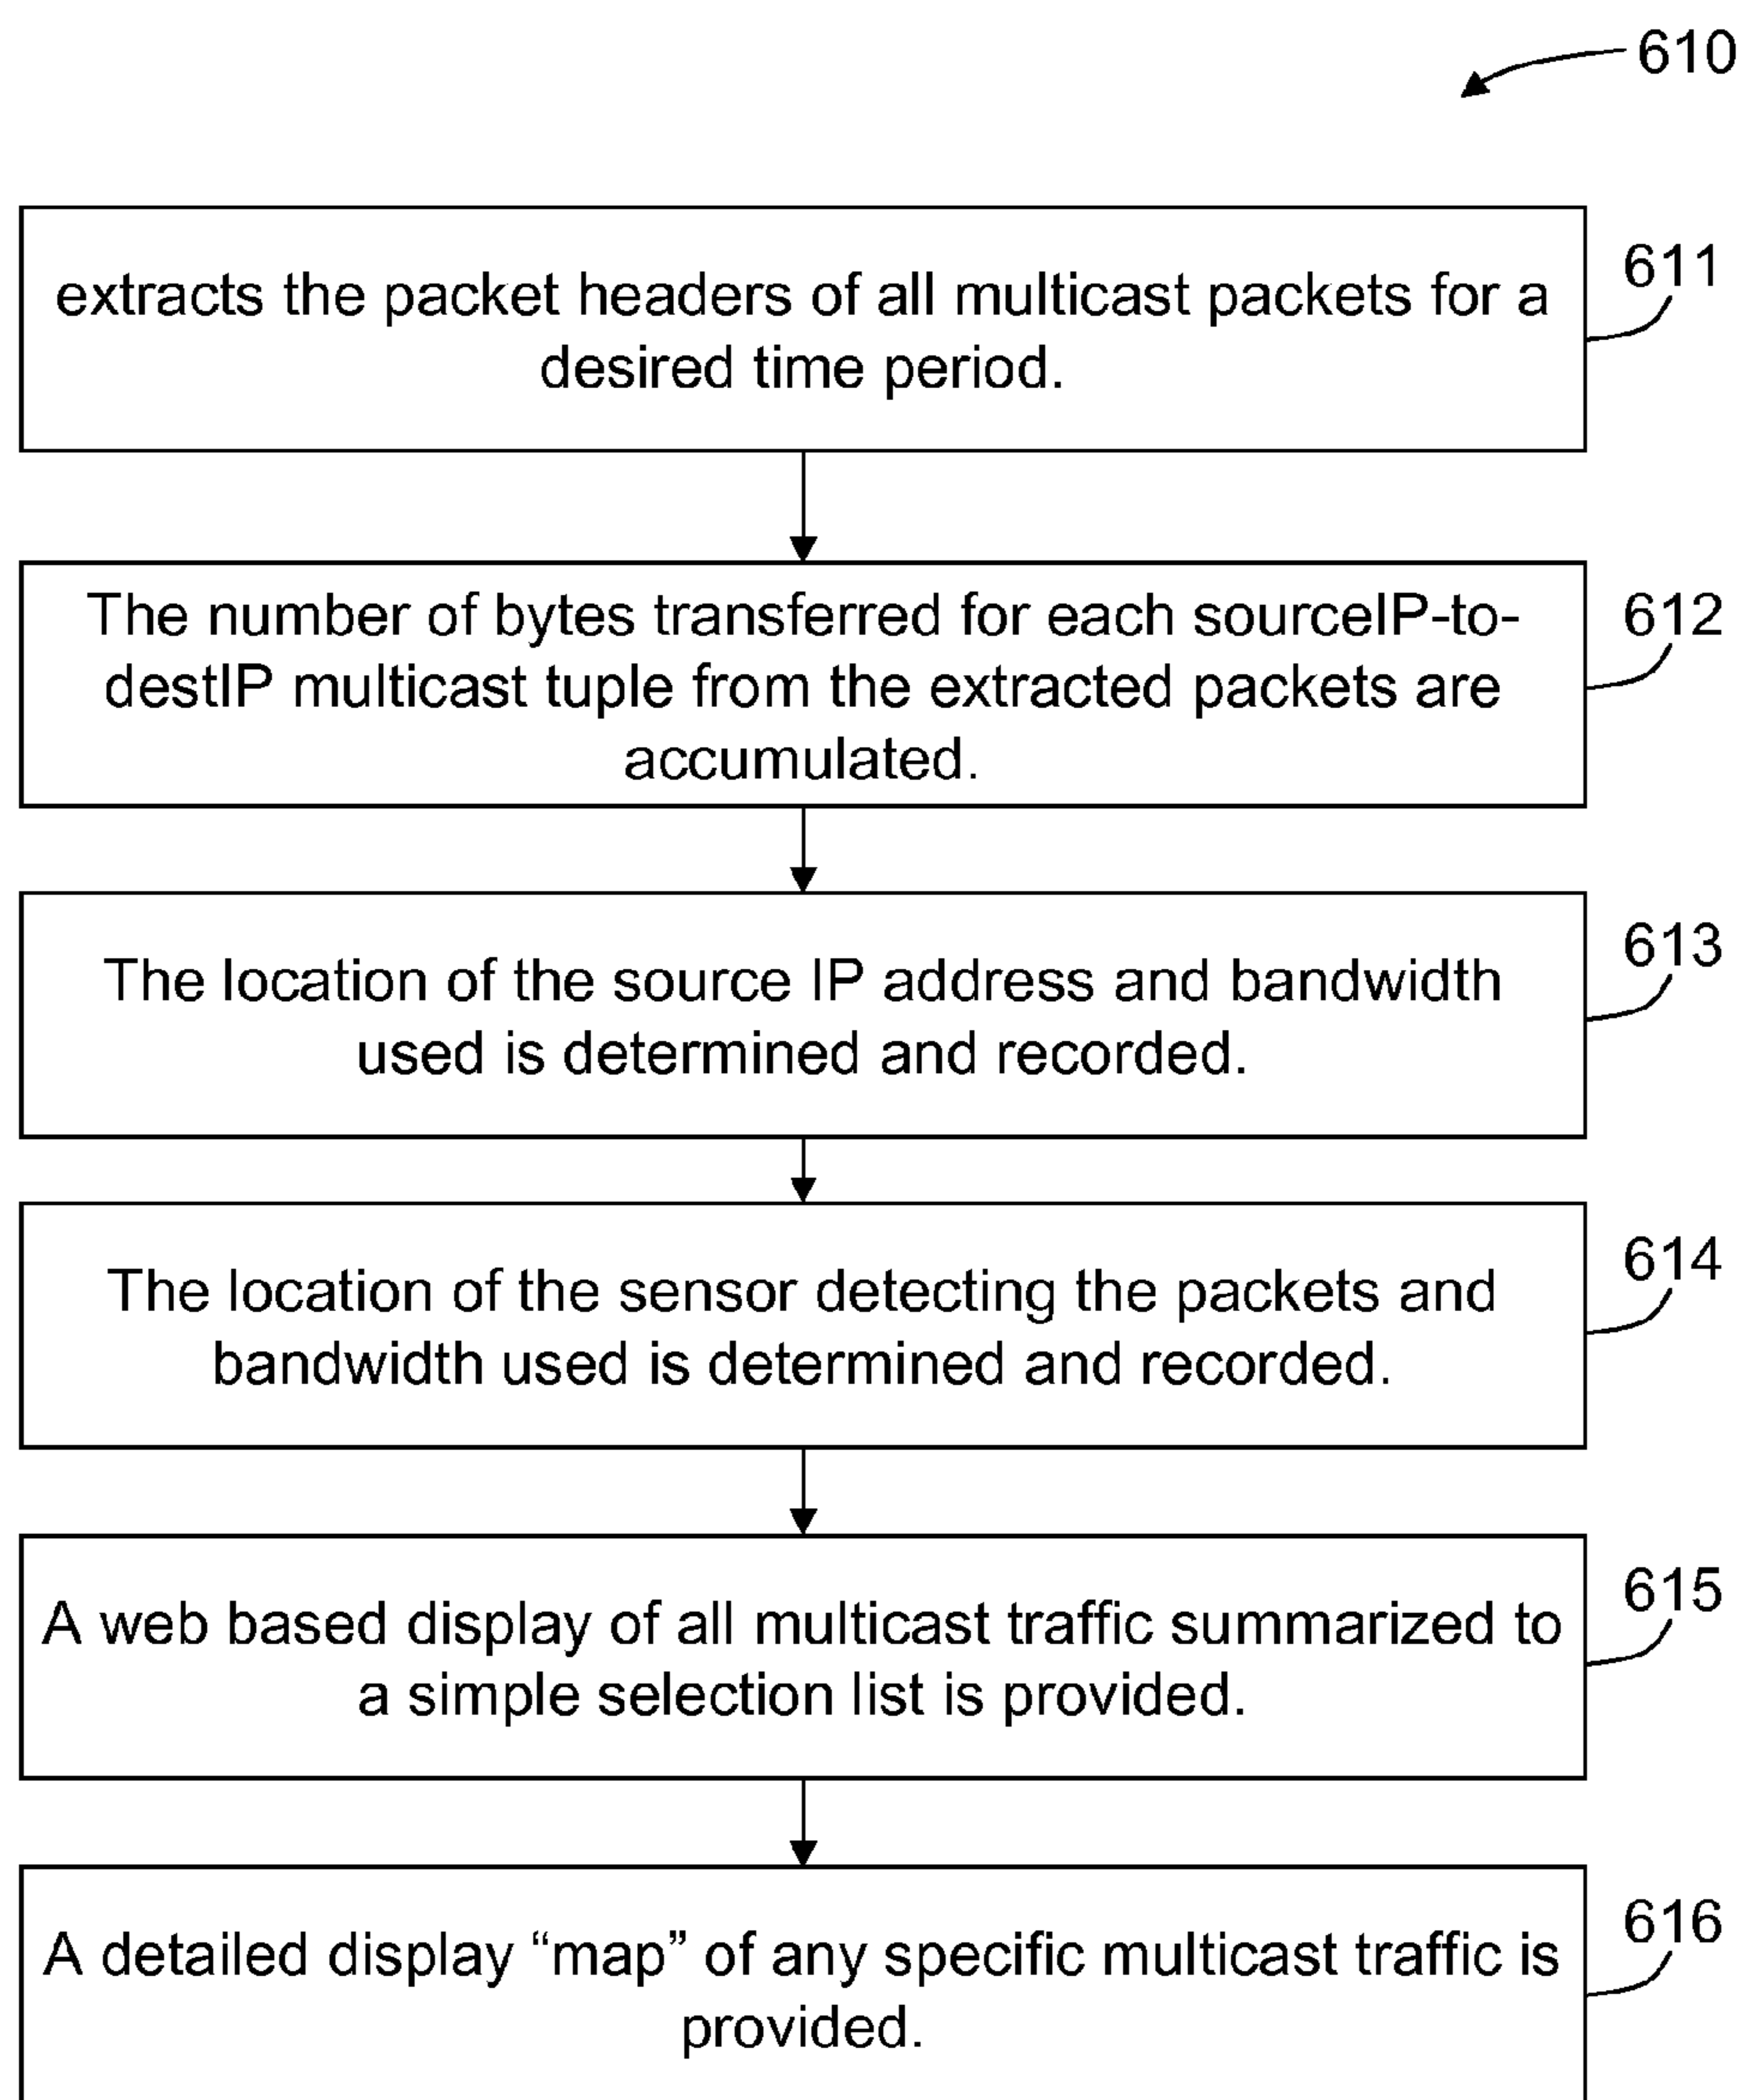 610
extracts the packet headers of all multicast packets for a
desired time period.
611
The number of bytes transferred for each sourceIP-to-
destIP multicast tuple from the extracted packets are
accumulated.
612
The location of the source IP address and bandwidth
used is determined and recorded.
613
The location of the sensor detecting the packets and
bandwidth used is determined and recorded.
614
A web based display of all multicast traffic summarized to
a simple selection list is provided.
615
A detailed display “map” of any specific multicast traffic is
provided.
616